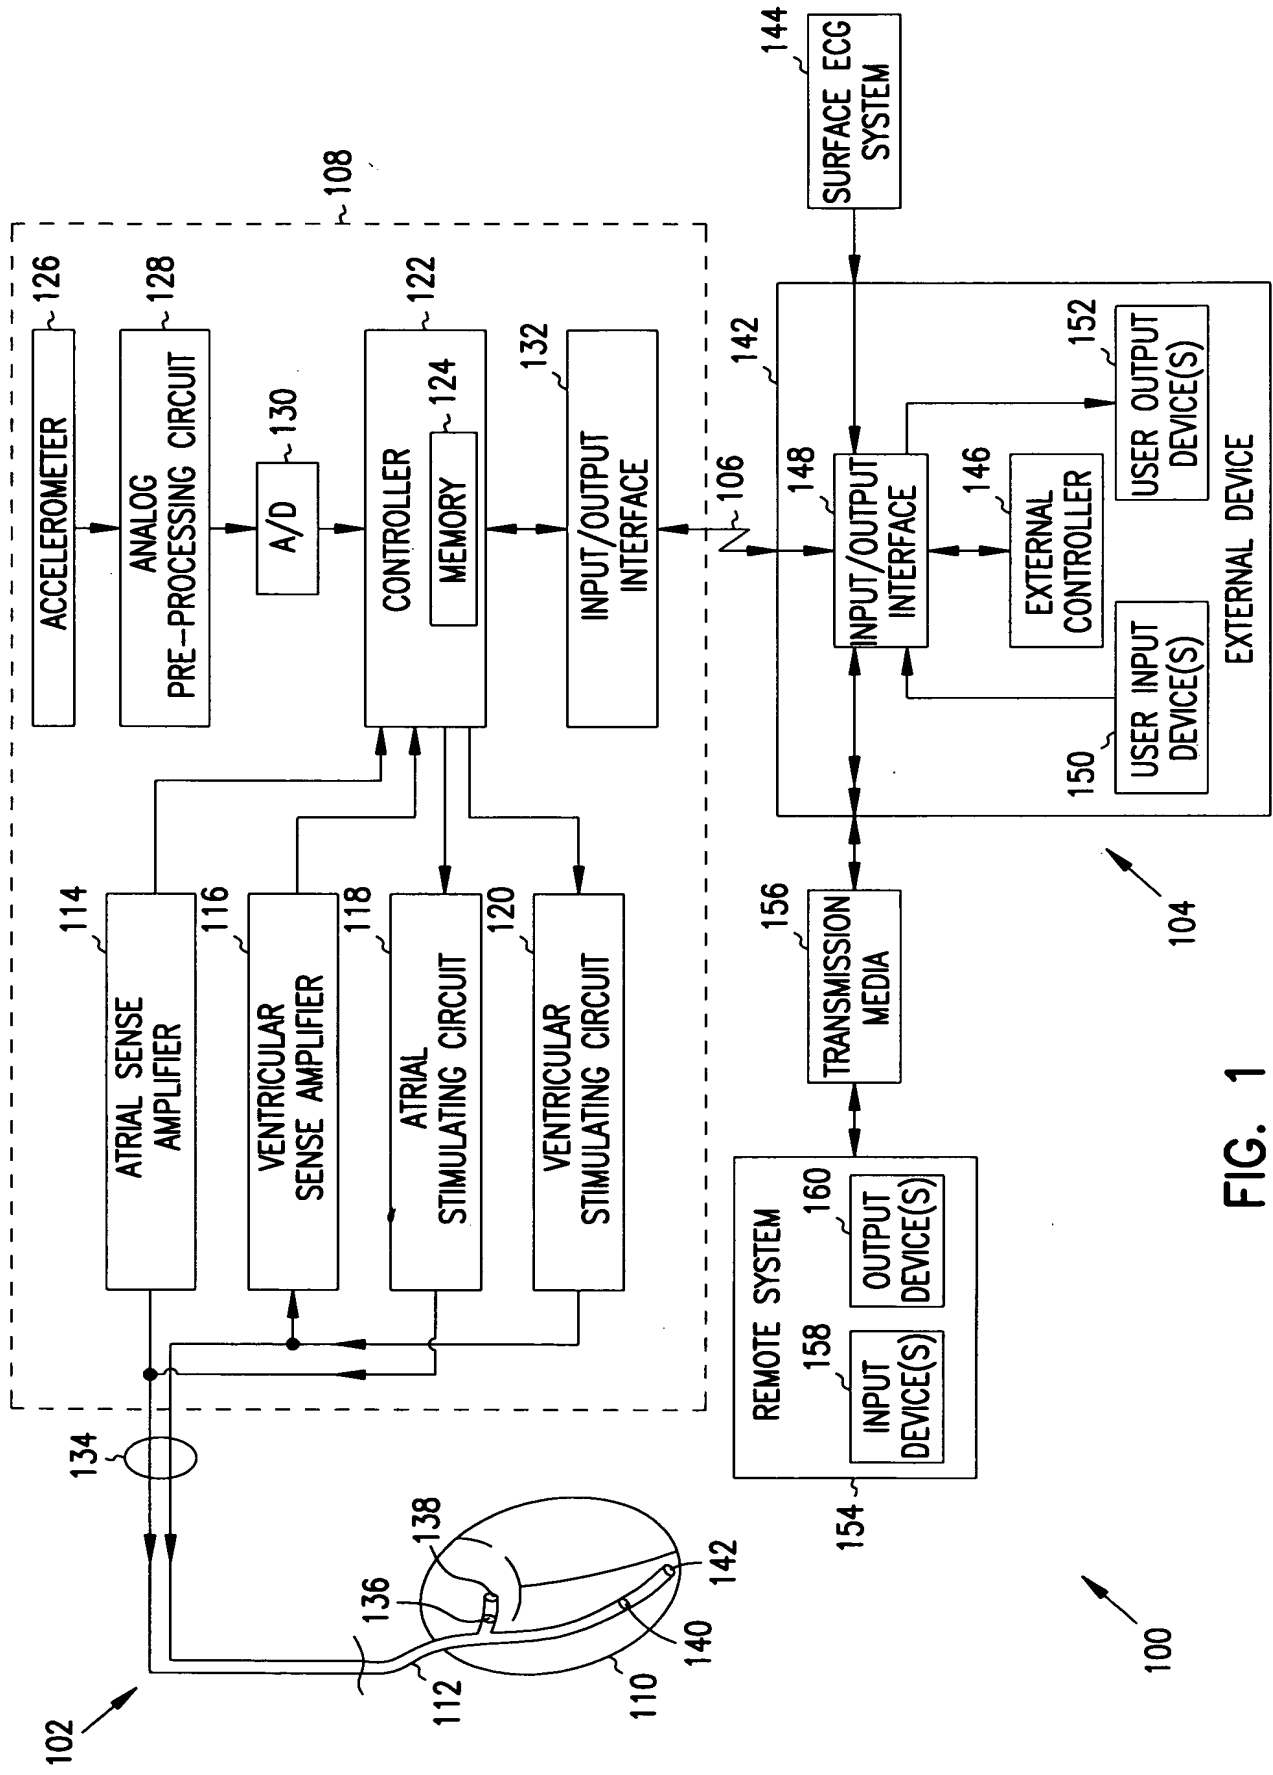 102
134
108
114
ATRIAL SENSE
AMPLIFIER
116
VENTRICULAR
SENSE AMPLIFIER
118
ATRIAL
STIMULATING CIRCUIT
120
VENTRICULAR
STIMULATING CIRCUIT
126
ACCELEROMETER
128
ANALOG
PRE-PROCESSING CIRCUIT
130
A/D
122
CONTROLLER
124
MEMORY
132
INPUT/OUTPUT
INTERFACE
112
136
138
110
140
142
106
154
REMOTE SYSTEM
158
INPUT
DEVICE(S)
160
OUTPUT
DEVICE(S)
156
TRANSMISSION
MEDIA
142
148
INPUT/OUTPUT
INTERFACE
146
EXTERNAL
CONTROLLER
150
USER INPUT
DEVICE(S)
152
USER OUTPUT
DEVICE(S)
EXTERNAL DEVICE
144
SURFACE ECG
SYSTEM
104
100
FIG. 1